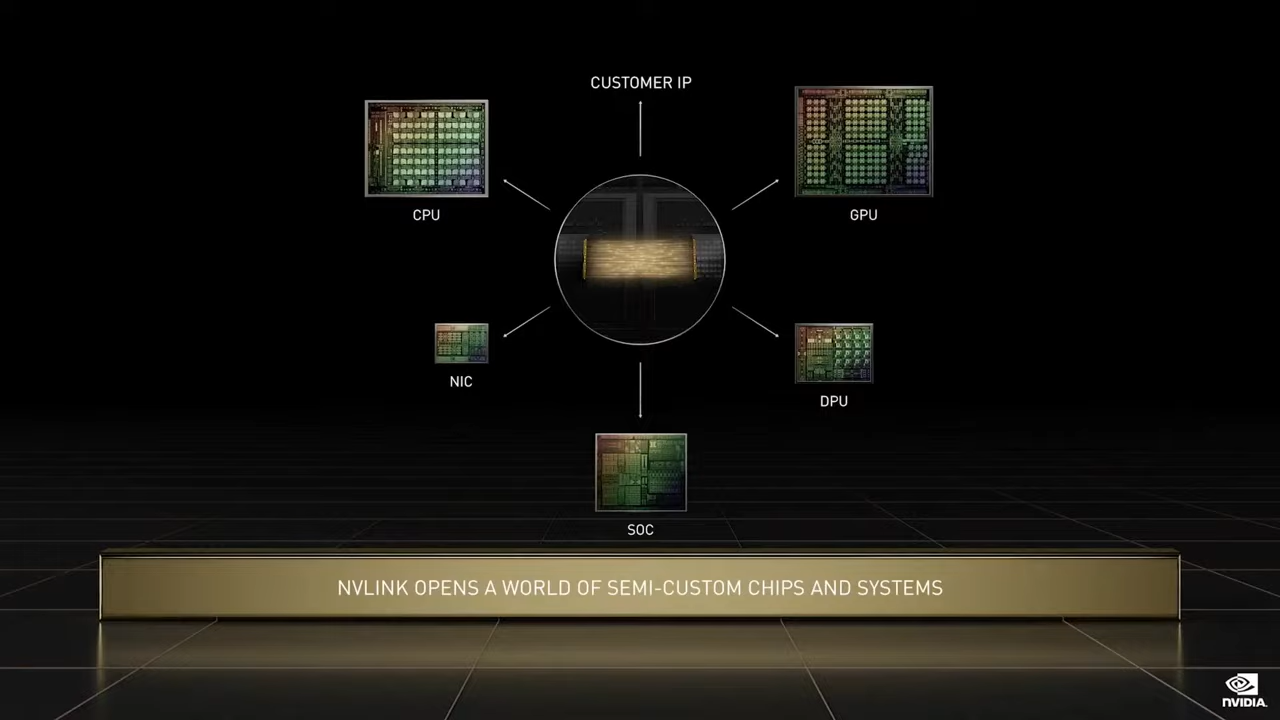 CUSTOMER IP
CPU
GPU
NIC
DPU
SOC
NVLINK OPENS A WORLD OF SEMI-CUSTOM CHIPS AND SYSTEMS
NVIDIA.